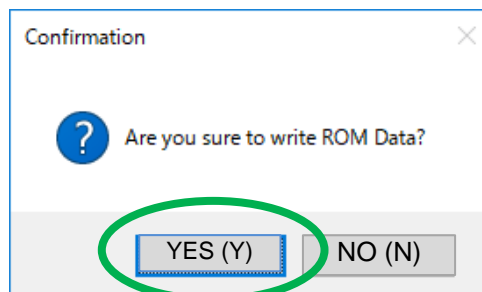 Confirmation
Are you sure to write ROM Data?
YES (Y) NO (N)